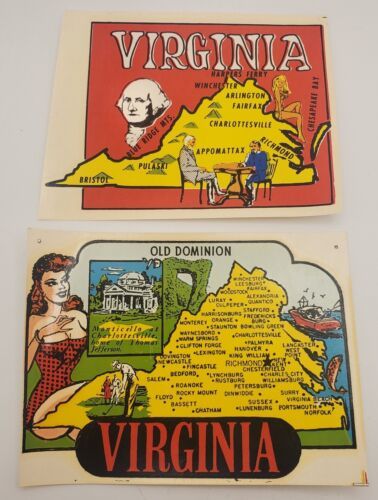 VIRGINIA
HARPERS FERRY
WINCHESTER
ARLINGTON
FAIRFAX
CHESAPEAKE BAY
CHARLOTTESVILLE
BLUE RIDGE MTS.
RICHMOND
APPOMATTAX
PULASKI
BRISTOL
OLD DOMINION
Monticello at
Charlottesville,
home of Thomas
Jefferson.
WINCHESTER
LEESBURG
WOODSTOCK
FAIRFAX
LURAY
ALEXANDRIA
CULPEPER
QUANTICO
HARRISONBURG
STAFFORD
MONTEREY
ORANGE
FREDERICKSBURG
WAYNESBORO
STAUNTON
BOWLING GREEN
WARM SPRINGS
PALMYRA
LANCASTER
CLIFTON FORGE
HANOVER
LEXINGTON
KING WILLIAM
POINT
COVINGTON
NEWCASTLE
RICHMOND
FINCASTLE
CHESTERFIELD
BEDFORD
LYNCHBURG
CHARLES CITY
SALEM
RUSTBURG
WILLIAMSBURG
ROANOKE
PETERSBURG
ROCKY MOUNT
DINWIDDIE
SURRY
FLOYD
VIRGINIA BEACH
BASSETT
SUSSEX
PORTSMOUTH
CHATHAM
LUNENBURG
NORFOLK
VIRGINIA